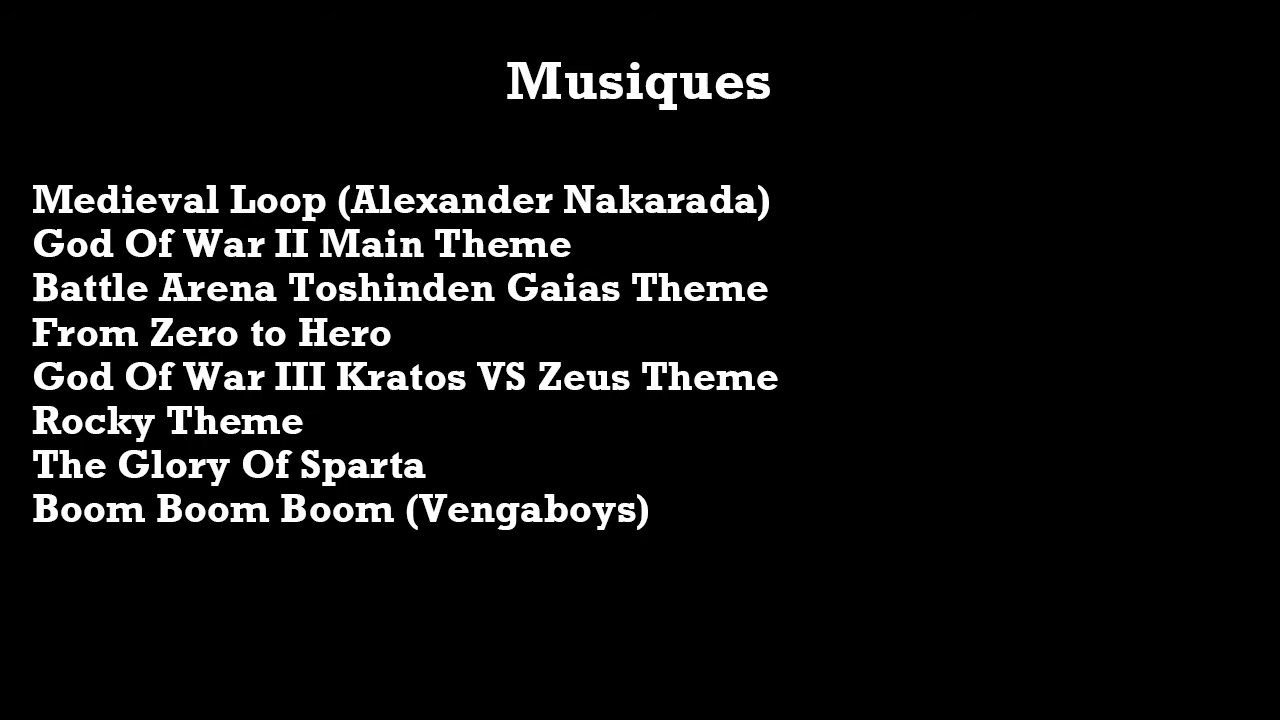 Musiques
Medieval Loop (Alexander Nakarada)
God Of War II Main Theme
Battle Arena Toshinden Gaias Theme
From Zero to Hero
God Of War III Kratos VS Zeus Theme
Rocky Theme
The Glory Of Sparta
Boom Boom Boom (Vengaboys)